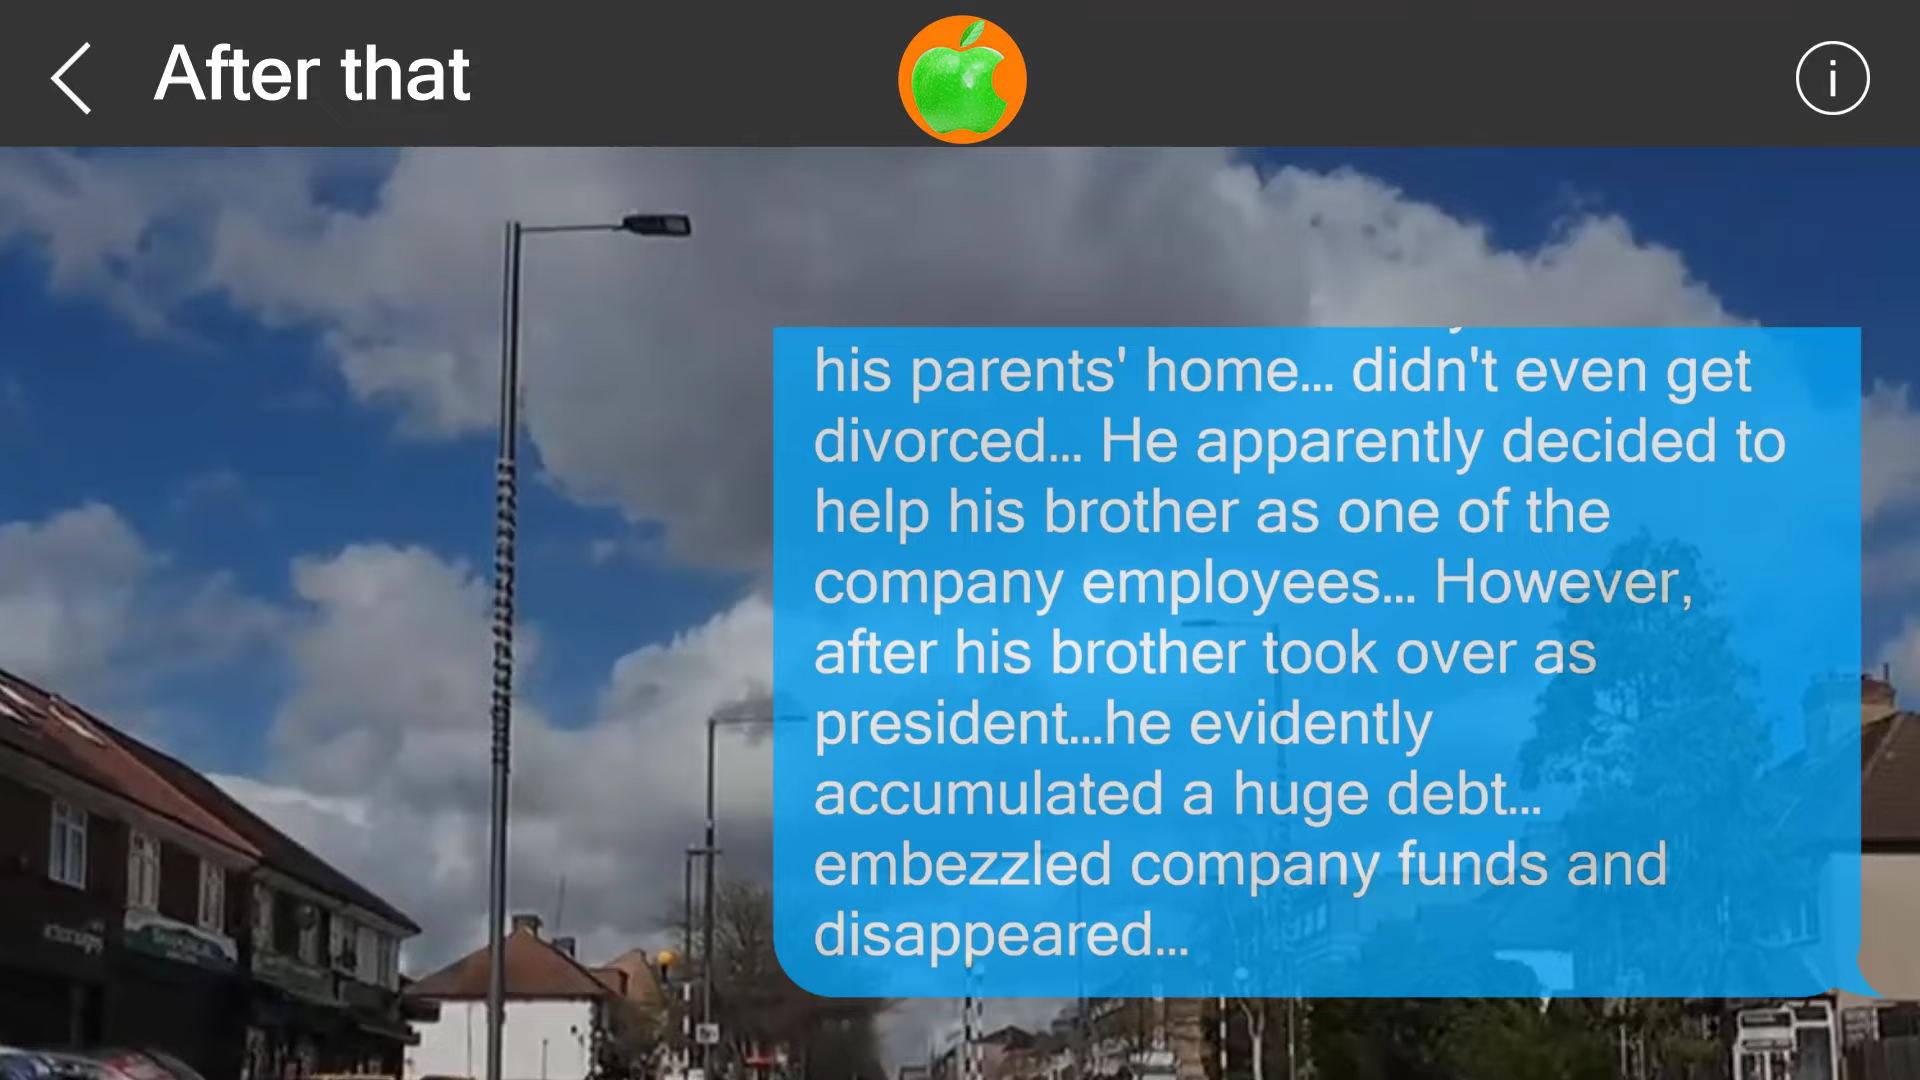 After that
his parents' home... didn't even get
divorced... He apparently decided to
help his brother as one of the
company employees... However,
after his brother took over as
president...he evidently
accumulated a huge debt...
embezzled company funds and
disappeared...